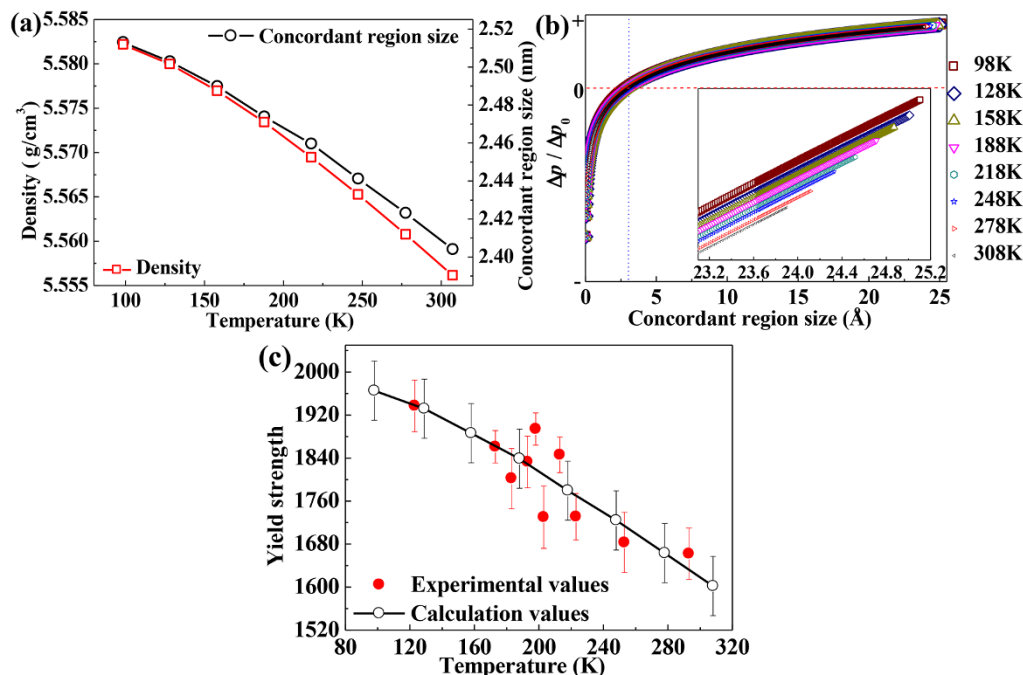 (a)
5.585
5.580
5.575
5.570
5.565
5.560
5.555
Density ( g/cm³)
100
150
200
250
300
Temperature (K)
Concordant region size
Density
2.52
2.50
2.48
2.46
2.44
2.42
2.40
Concordant region size (nm)
(b)
+
0
-
Δp / Δp₀
0
5
10
15
20
25
Concordant region size (Å)
23.2
23.6
24.0
24.4
24.8
25.2
98K
128K
158K
188K
218K
248K
278K
308K
(c)
2000
1920
1840
1760
1680
1600
1520
Yield strength
Experimental values
Calculation values
80
120
160
200
240
280
320
Temperature (K)